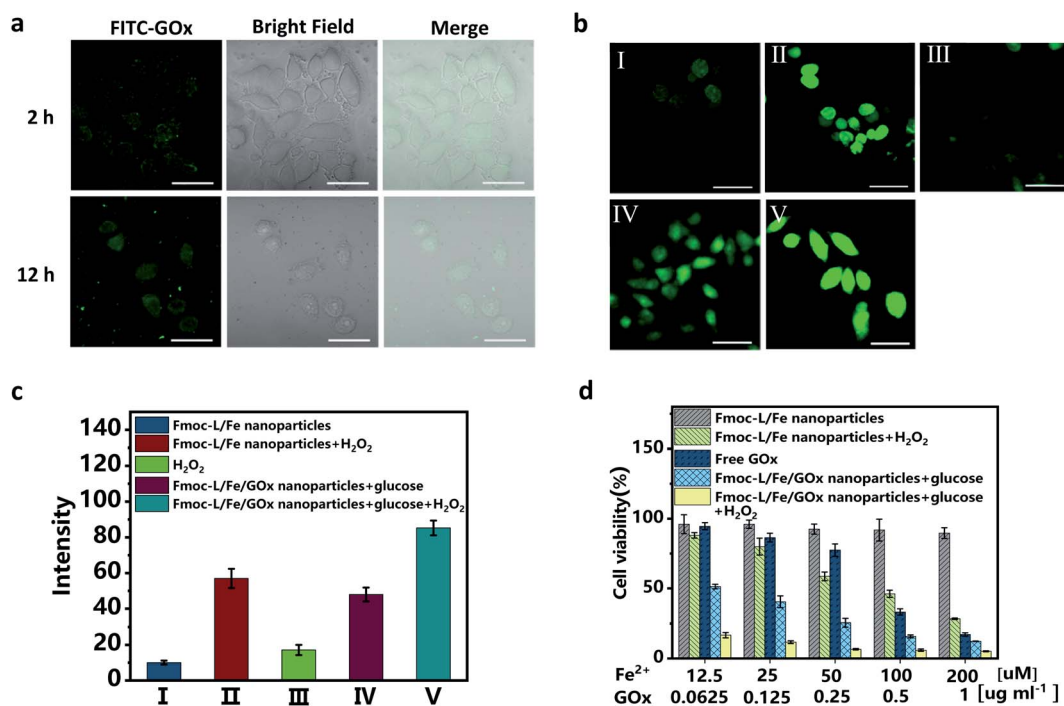 a
FITC-GOx Bright Field Merge
2 h
12 h
b
I II III
IV V
c
Intensity
140
120
100
80
60
40
20
0
Fmoc-L/Fe nanoparticles
Fmoc-L/Fe nanoparticles+H₂O₂
H₂O₂
Fmoc-L/Fe/GOx nanoparticles+glucose
Fmoc-L/Fe/GOx nanoparticles+glucose+H₂O₂
I II III IV V
d
Cell viability(%)
150
100
50
0
Fmoc-L/Fe nanoparticles
Fmoc-L/Fe nanoparticles+H₂O₂
Free GOx
Fmoc-L/Fe/GOx nanoparticles+glucose
Fmoc-L/Fe/GOx nanoparticles+glucose
+H₂O₂
Fe²⁺ 12.5 25 50 100 200 [uM]
GOx 0.0625 0.125 0.25 0.5 1 [ug ml⁻¹]